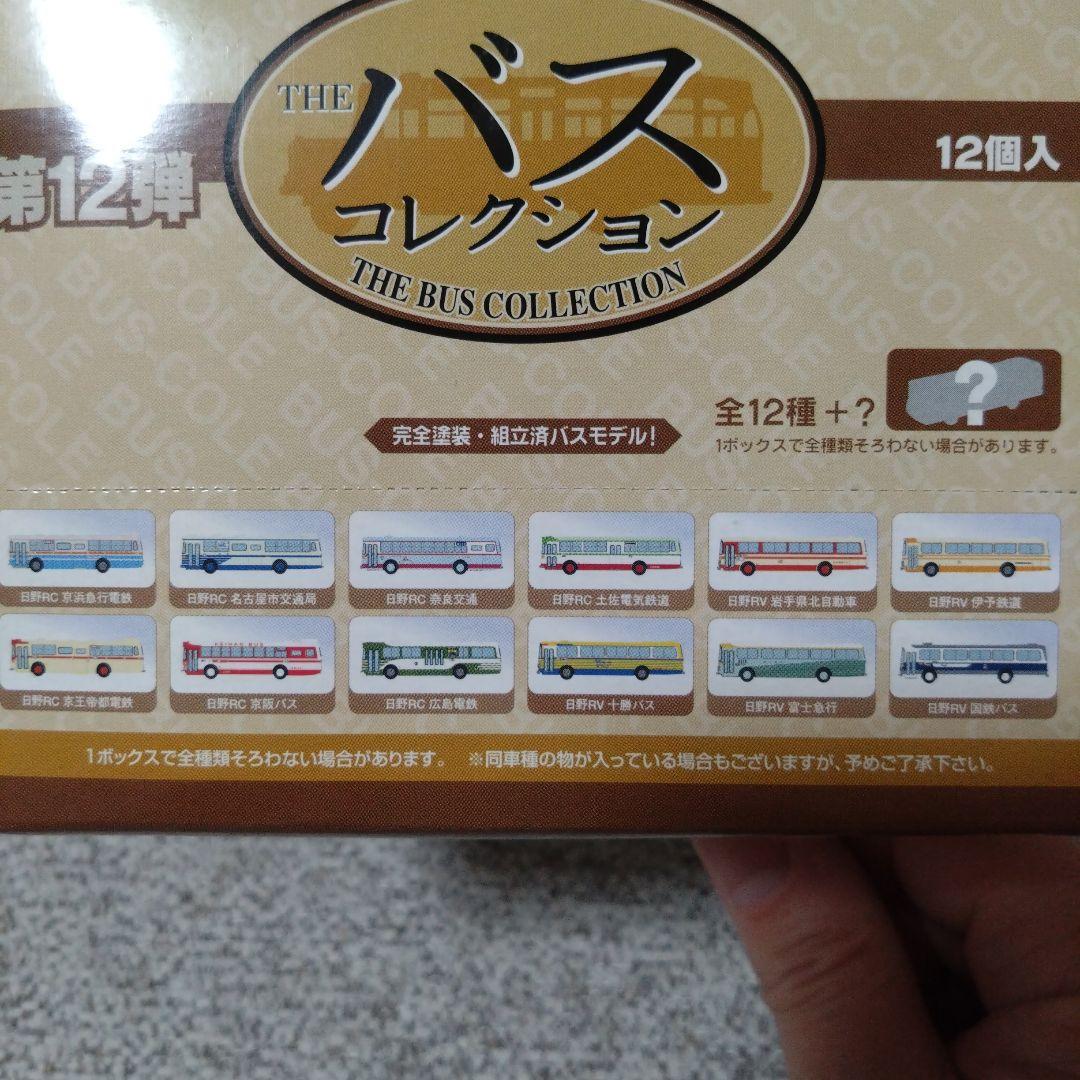 THE バス
コレクション
THE BUS COLLECTION
第12弾
12個入
全12種+?
?
1ボックスで全種類そろわない場合があります。
完全塗装・組立済バスモデル!
日野RC 京浜急行電鉄
日野RC 名古屋市交通局
日野RC 奈良交通
日野RC 土佐電気鉄道
日野RV 岩手県北自動車
日野RV 伊予鉄道
日野RC 京王帝都電鉄
日野RC 京阪バス
日野RC 広島電鉄
日野RV 十勝バス
日野RV 富士急行
日野RV 国鉄バス
1ボックスで全種類そろわない場合があります。 ※同車種の物が入っている場合もございますが、予めご了承下さい。